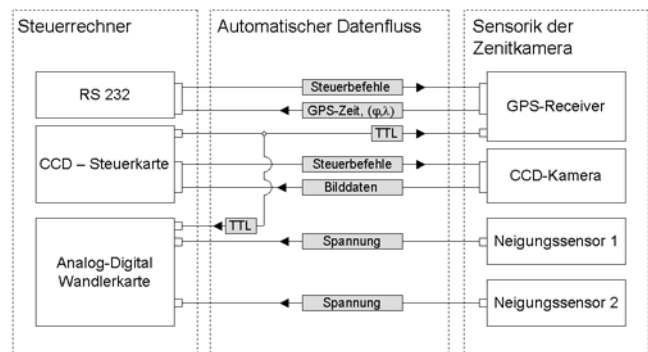 Steuerrechner
Automatischer Datenfluss
Sensorik der
Zenitkamera
RS 232
Steuerbefehle
GPS-Zeit, (φ,λ)
GPS-Receiver
TTL
CCD – Steuerkarte
Steuerbefehle
Bilddaten
CCD-Kamera
TTL
Analog-Digital
Wandlerkarte
Spannung
Neigungssensor 1
Spannung
Neigungssensor 2